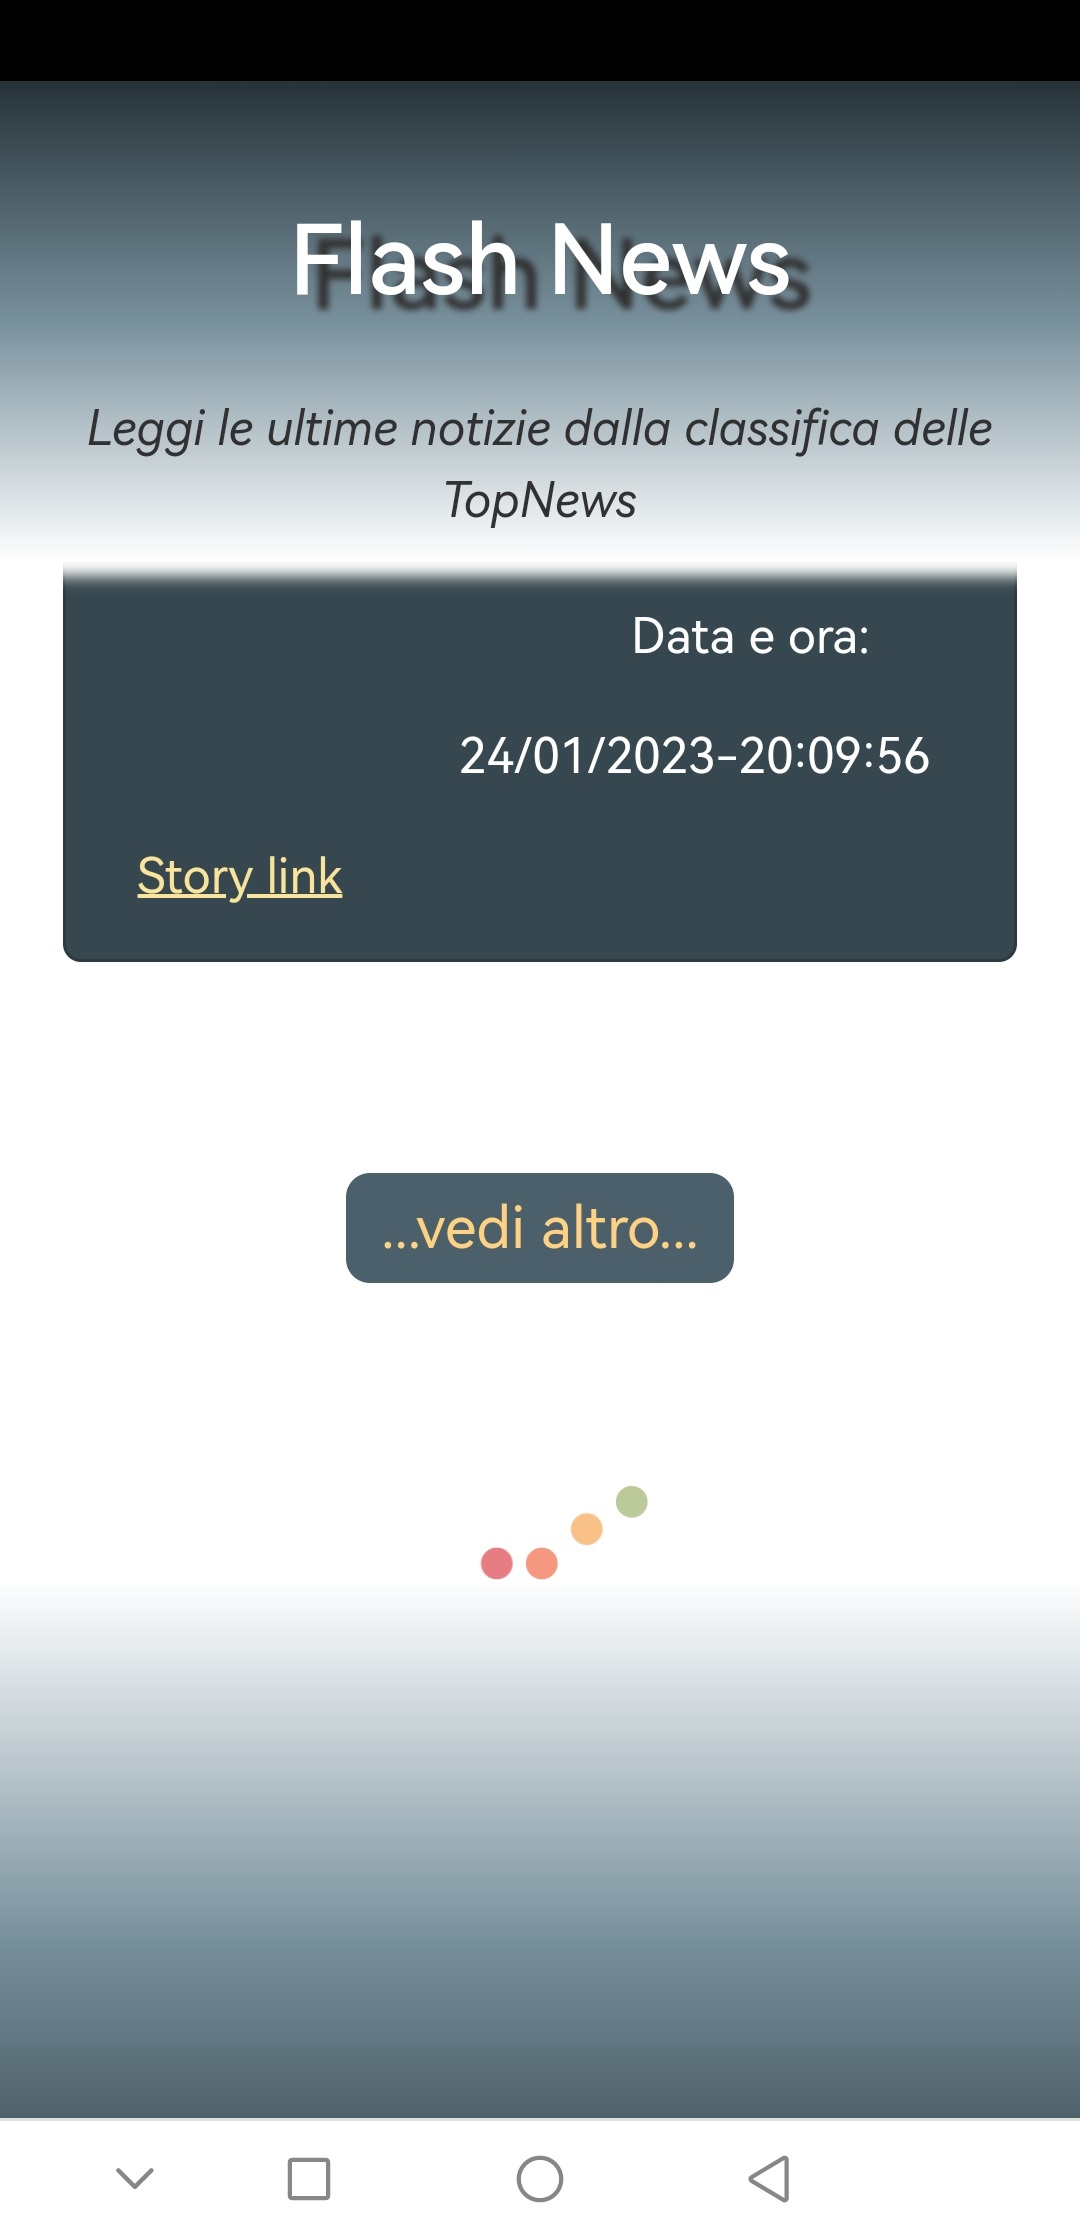 Flash News
Leggi le ultime notizie dalla classifica delle
TopNews
Data e ora:
24/01/2023-20:09:56
Story link
...vedi altro...